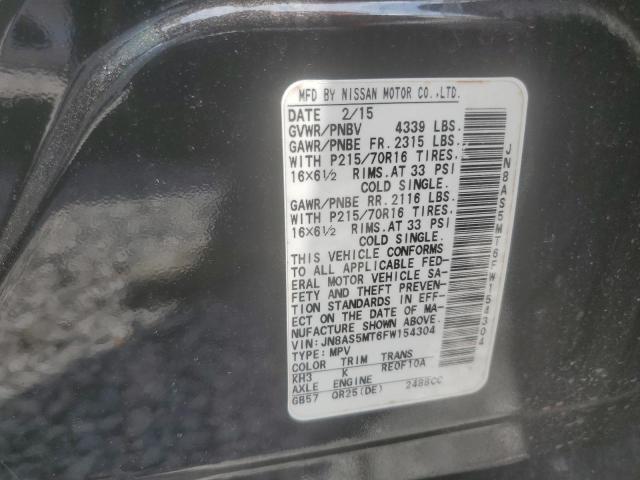 MFD BY NISSAN MOTOR CO.,LTD.
DATE 2/15
GVWR/PNBV 4339 LBS.
GAWR/PNBE FR. 2315 LBS.
WITH P215/70R16 TIRES.
16×6½ RIMS.AT 33 PSI
COLD SINGLE.
GAWR/PNBE RR. 2116 LBS.
WITH P215/70R16 TIRES.
16×6½ RIMS.AT 33 PSI
COLD SINGLE.
THIS VEHICLE CONFORMS
TO ALL APPLICABLE FED-
ERAL MOTOR VEHICLE SA-
FETY AND THEFT PREVEN-
TION STANDARDS IN EFF-
ECT ON THE DATE OF MA-
NUFACTURE SHOWN ABOVE.
VIN: JN8AS5MT6FW154304
TYPE: MPV
COLOR TRIM TRANS
KH3 K RE0F10A
AXLE ENGINE
GB57 QR25(DE) 2488CC
JN8AS5MT6FW154304